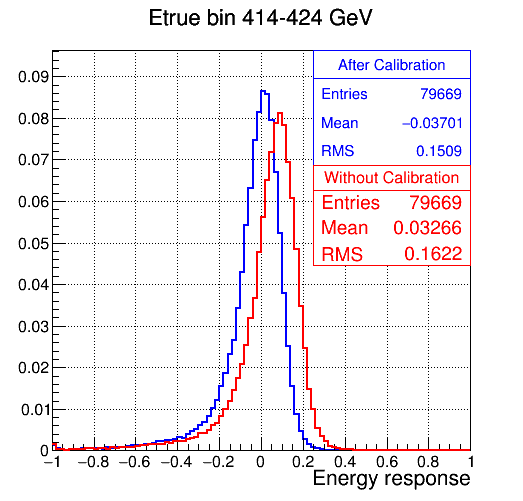 Etrue bin 414-424 GeV
After Calibration
Entries 79669
Mean −0.03701
RMS 0.1509
Without Calibration
Entries 79669
Mean 0.03266
RMS 0.1622
0.09
0.08
0.07
0.06
0.05
0.04
0.03
0.02
0.01
0
−1 −0.8 −0.6 −0.4 −0.2 0 0.2 0.4 0.6 0.8 1
Energy response